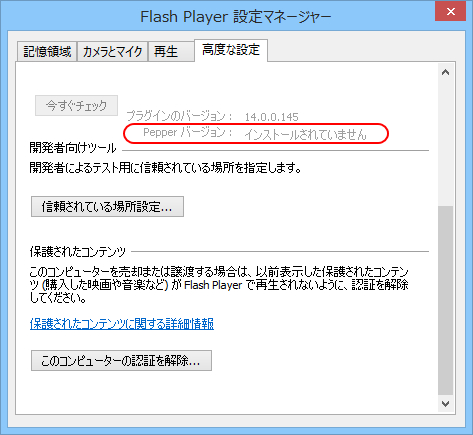 Flash Player 設定マネージャー
記憶領域 カメラとマイク 再生 高度な設定
今すぐチェック
プラグインのバージョン： 14.0.0.145
Pepper バージョン： インストールされていません
開発者向けツール
開発者によるテスト用に信頼されている場所を指定します。
信頼されている場所設定...
保護されたコンテンツ
このコンピューターを売却または譲渡する場合は、以前表示した保護されたコンテン
ツ (購入した映画や音楽など) が Flash Player で再生されないように、認証を解除
してください。
保護されたコンテンツに関する詳細情報
このコンピューターの認証を解除...